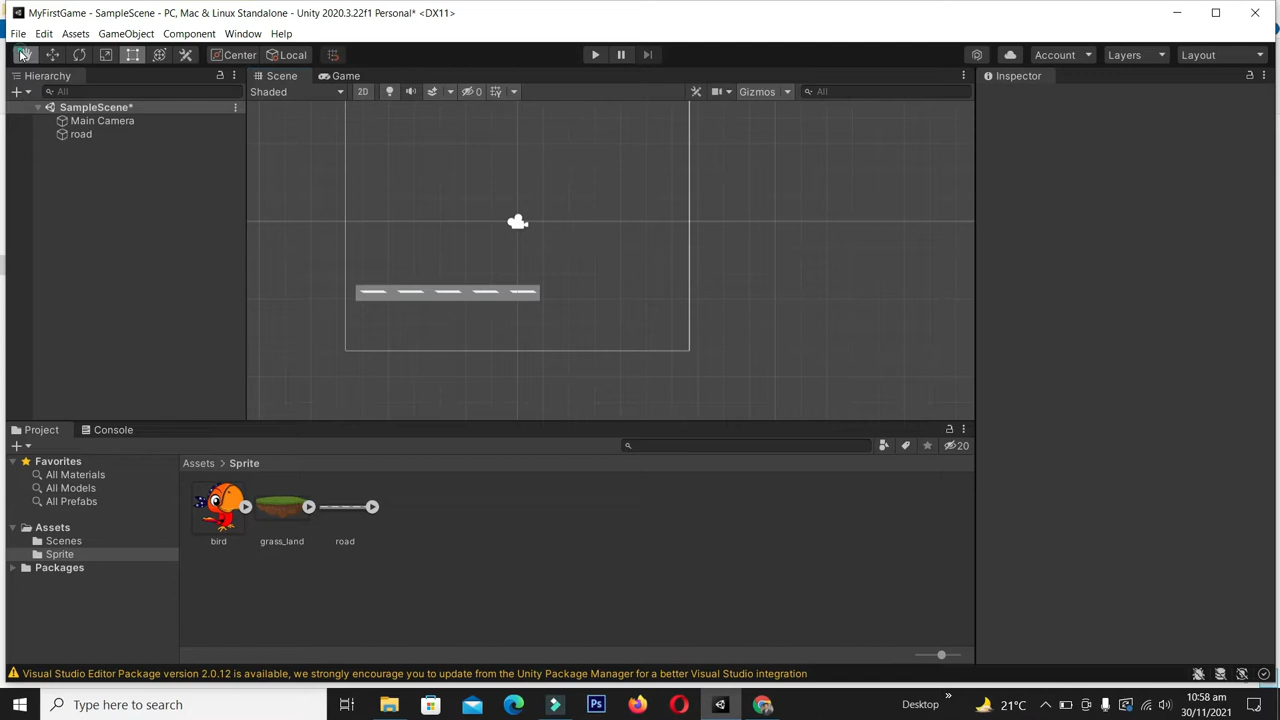 MyFirstGame - SampleScene - PC, Mac & Linux Standalone - Unity 2020.3.22f1 Personal* <DX11>
File Edit Assets GameObject Component Window Help
Center Local Account Layers Layout
Hierarchy Scene Game Inspector
All Shaded 2D 0 Gizmos All
SampleScene*
Main Camera
road
Project Console
20
Favorites Assets > Sprite
All Materials
All Models
All Prefabs
Assets
Scenes bird grass_land road
Sprite
Packages
Visual Studio Editor Package version 2.0.12 is available, we strongly encourage you to update from the Unity Package Manager for a better Visual Studio integration
Type here to search Ps Desktop » 21°C 10:58 am
30/11/2021